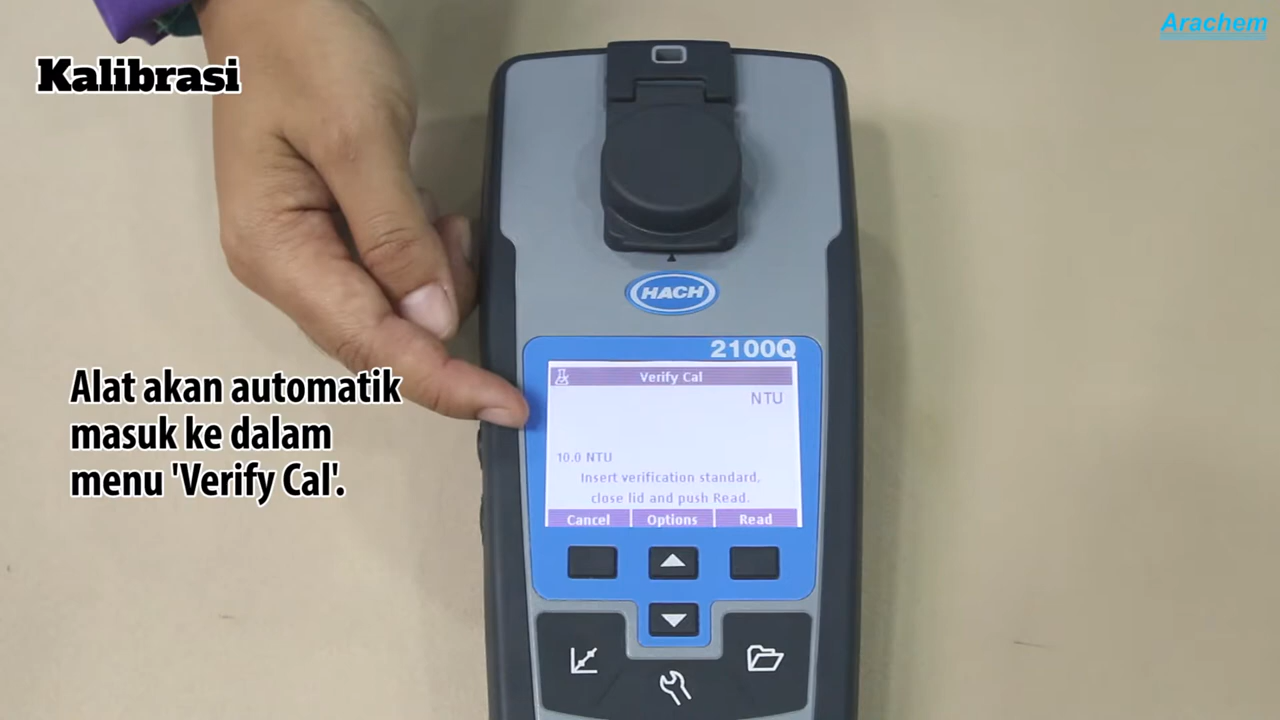 Arachem
Kalibrasi
HACH
2100Q
Verify Cal
NTU
Alat akan automatik
masuk ke dalam
menu 'Verify Cal'.
10.0 NTU
Insert verification standard,
close lid and push Read.
Cancel Options Read